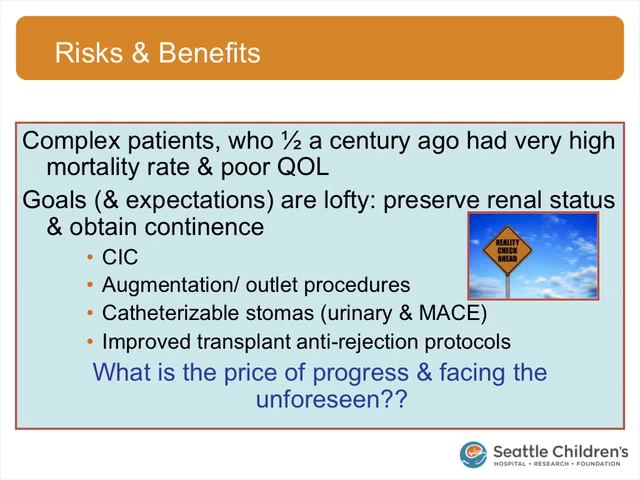 Risks & Benefits
Complex patients, who ½ a century ago had very high
mortality rate & poor QOL
Goals (& expectations) are lofty: preserve renal status
& obtain continence
REALITY
CHECK
AHEAD
• CIC
• Augmentation/ outlet procedures
• Catheterizable stomas (urinary & MACE)
• Improved transplant anti-rejection protocols
What is the price of progress & facing the
unforeseen??
Seattle Children's
HOSPITAL • RESEARCH • FOUNDATION